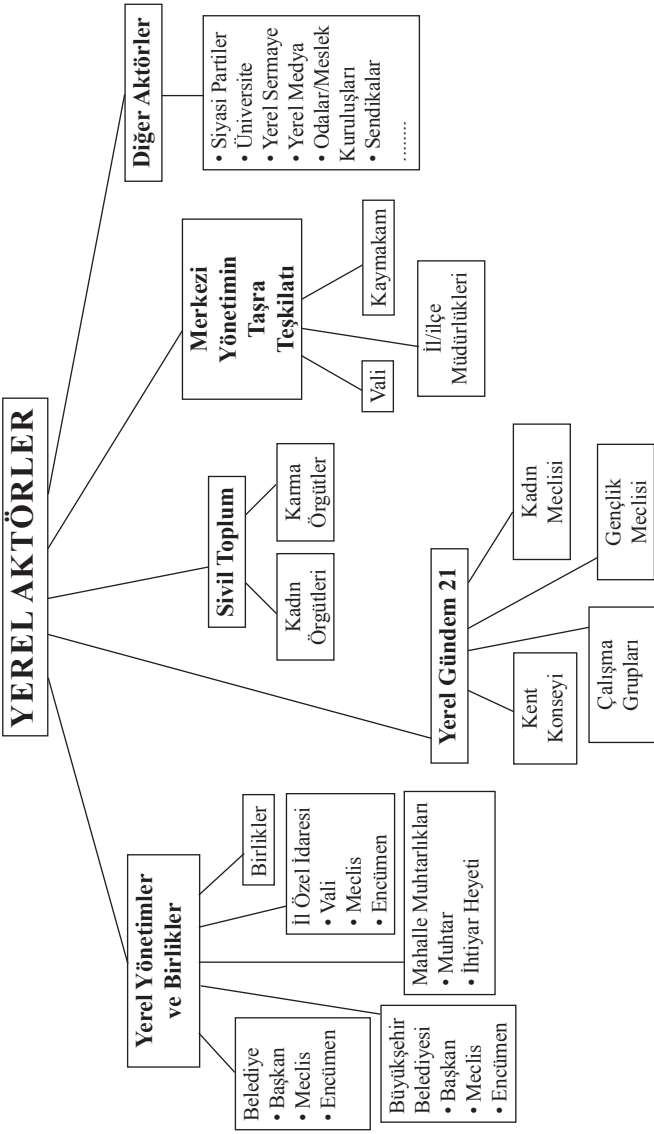 YEREL AKTÖRLER
Yerel Yönetimler
ve Birlikler
Belediye
• Başkan
• Meclis
• Encümen
Büyükşehir
Belediyesi
• Başkan
• Meclis
• Encümen
Mahalle Muhtarlıkları
• Muhtar
• İhtiyar Heyeti
İl Özel İdaresi
• Vali
• Meclis
• Encümen
Birlikler
Yerel Gündem 21
Kent
Konseyi
Çalışma
Grupları
Gençlik
Meclisi
Kadın
Meclisi
Sivil Toplum
Kadın
Örgütleri
Karma
Örgütler
Merkezi
Yönetimin
Taşra
Teşkilatı
Vali
İl/ilçe
Müdürlükleri
Kaymakam
Diğer Aktörler
• Siyasi Partiler
• Üniversite
• Yerel Sermaye
• Yerel Medya
• Odalar/Meslek
Kuruluşları
• Sendikalar
........